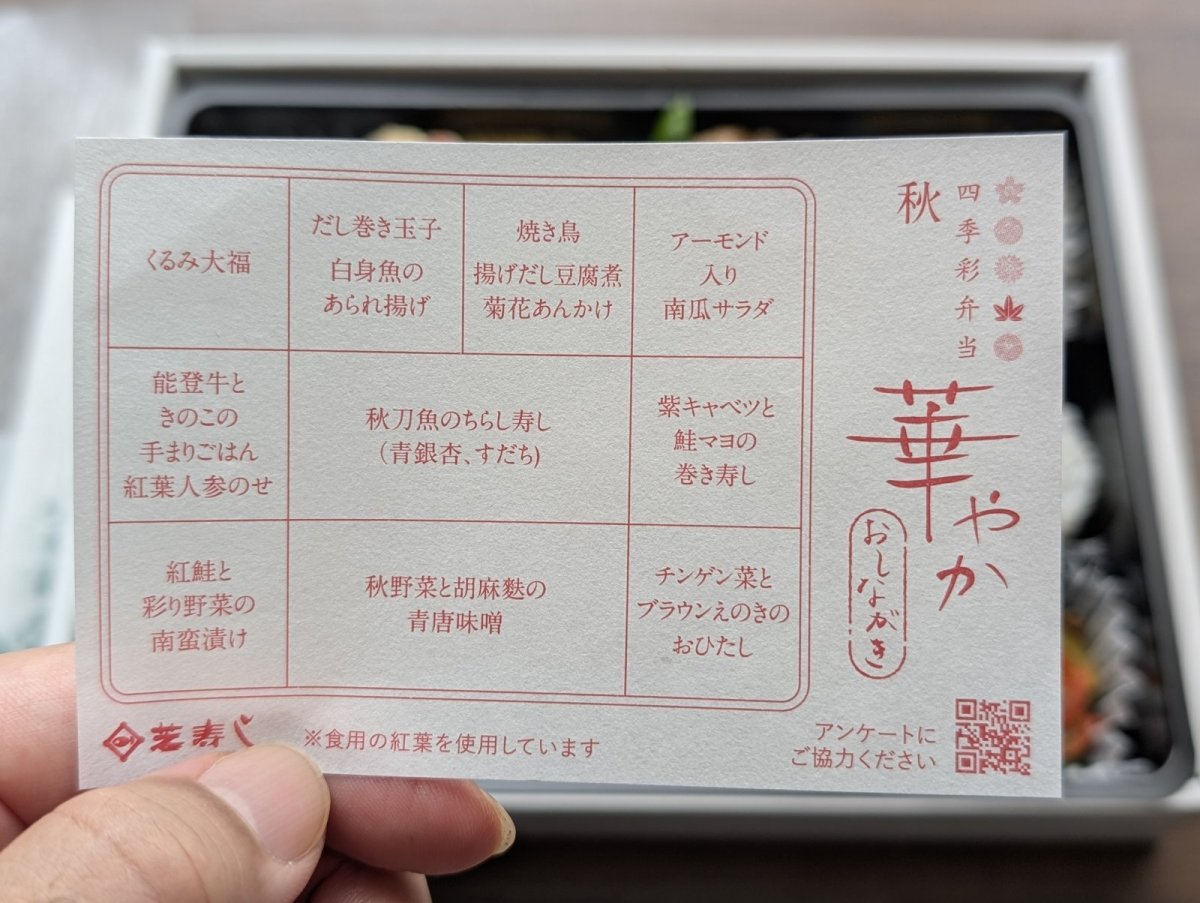 秋
四季彩弁当
華やか
おしながき
くるみ大福
だし巻き玉子
白身魚の
あられ揚げ
焼き鳥
揚げだし豆腐煮
菊花あんかけ
アーモンド
入り
南瓜サラダ
能登牛と
きのこの
手まりごはん
紅葉人参のせ
秋刀魚のちらし寿し
(青銀杏、すだち)
紫キャベツと
鮭マヨの
巻き寿し
紅鮭と
彩り野菜の
南蛮漬け
秋野菜と胡麻麩の
青唐味噌
チンゲン菜と
ブラウンえのきの
おひたし
芝寿し
※食用の紅葉を使用しています
アンケートに
ご協力ください